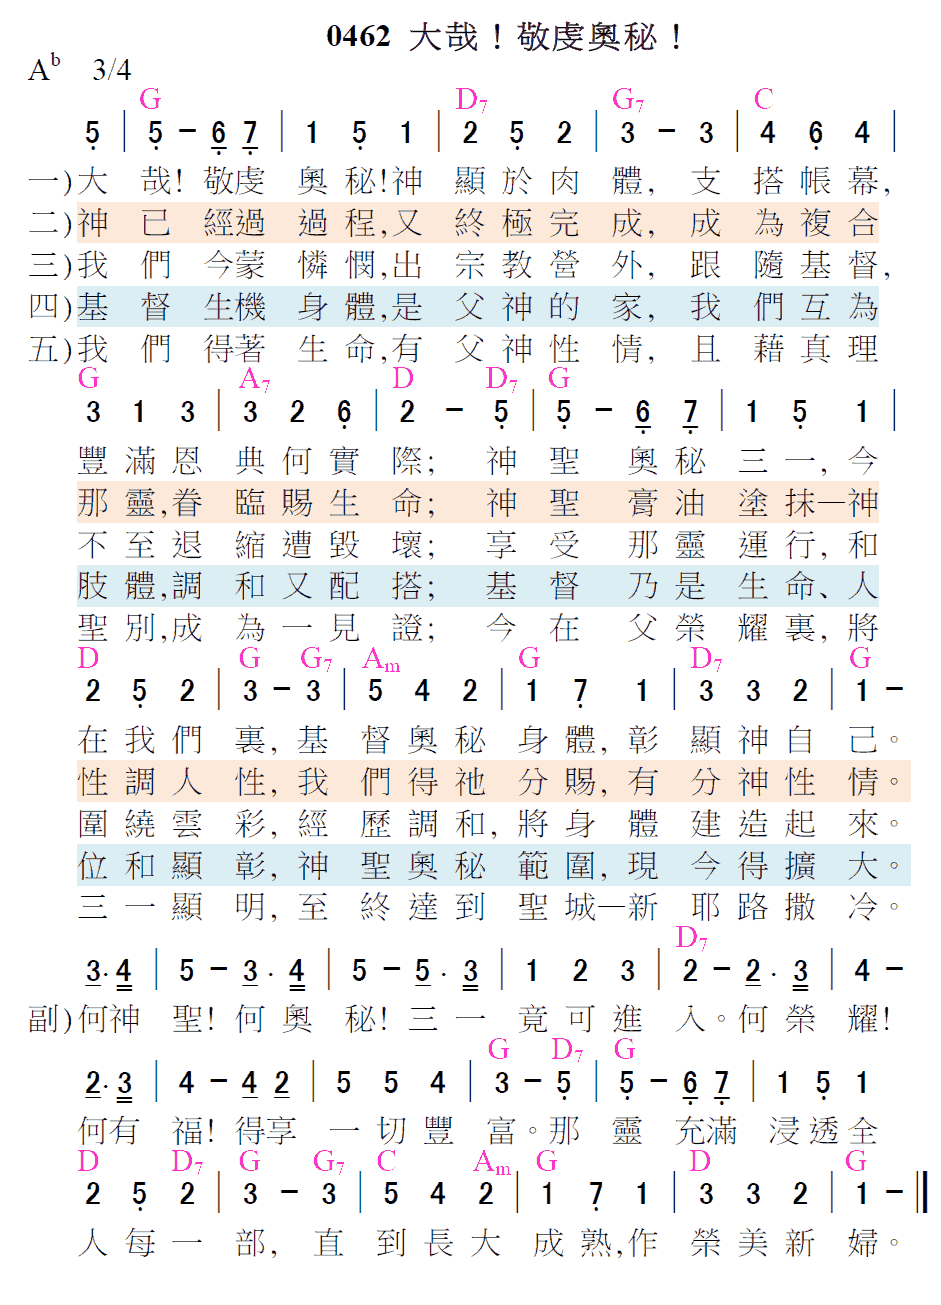 0462 大哉！敬虔奧秘！
A♭ 3/4
G D7 G7 C
5̣ | 5̣ - 6̣ 7̣ | 1 5̣ 1 | 2 5̣ 2 | 3 - 3 | 4 6̣ 4 |
一)大 哉! 敬虔 奧 秘!神 顯 於 肉 體, 支 搭 帳 幕,
二)神 已 經過 過 程,又 終 極 完 成, 成 為 複 合
三)我 們 今蒙 憐 憫,出 宗 教 營 外, 跟 隨 基 督,
四)基 督 生機 身 體,是 父 神 的 家, 我 們 互 為
五)我 們 得著 生 命,有 父 神 性 情, 且 藉 真 理
G A7 D D7 G
3 1 3 | 3 2 6̣ | 2 - 5̣ | 5̣ - 6̣ 7̣ | 1 5̣ 1 |
豐 滿 恩 典 何 實 際; 神 聖 奧 秘 三 一, 今
那 靈,眷 臨 賜 生 命; 神 聖 膏 油 塗 抹—神
不 至 退 縮 遭 毀 壞; 享 受 那 靈 運 行, 和
肢 體,調 和 又 配 搭; 基 督 乃 是 生 命、人
聖 別,成 為 一 見 證; 今 在 父 榮 耀 裏, 將
D G G7 Am G D7 G
2 5̣ 2 | 3 - 3 | 5 4 2 | 1 7̣ 1 | 3 3 2 | 1 -
在 我 們 裏, 基 督 奧 秘 身 體, 彰 顯 神 自 己。
性 調 人 性, 我 們 得 祂 分 賜, 有 分 神 性 情。
圍 繞 雲 彩, 經 歷 調 和, 將 身 體 建 造 起 來。
位 和 顯 彰, 神 聖 奧 秘 範 圍, 現 今 得 擴 大。
三 一 顯 明, 至 終 達 到 聖 城—新 耶 路 撒 冷。
D7
3·4 | 5 - 3·4 | 5 - 5·3 | 1 2 3 | 2 - 2·3 | 4 -
副)何神 聖! 何 奧 秘! 三 一 竟 可 進 入。何 榮 耀!
G D7 G
2·3 | 4 - 4 2 | 5 5 4 | 3 - 5̣ | 5̣ - 6̣ 7̣ | 1 5̣ 1
何有 福! 得享 一 切 豐 富。那 靈 充滿 浸 透 全
D D7 G G7 C Am G D G
2 5̣ 2 | 3 - 3 | 5 4 2 | 1 7̣ 1 | 3 3 2 | 1 - ‖
人 每 一 部, 直 到 長 大 成 熟,作 榮 美 新 婦。